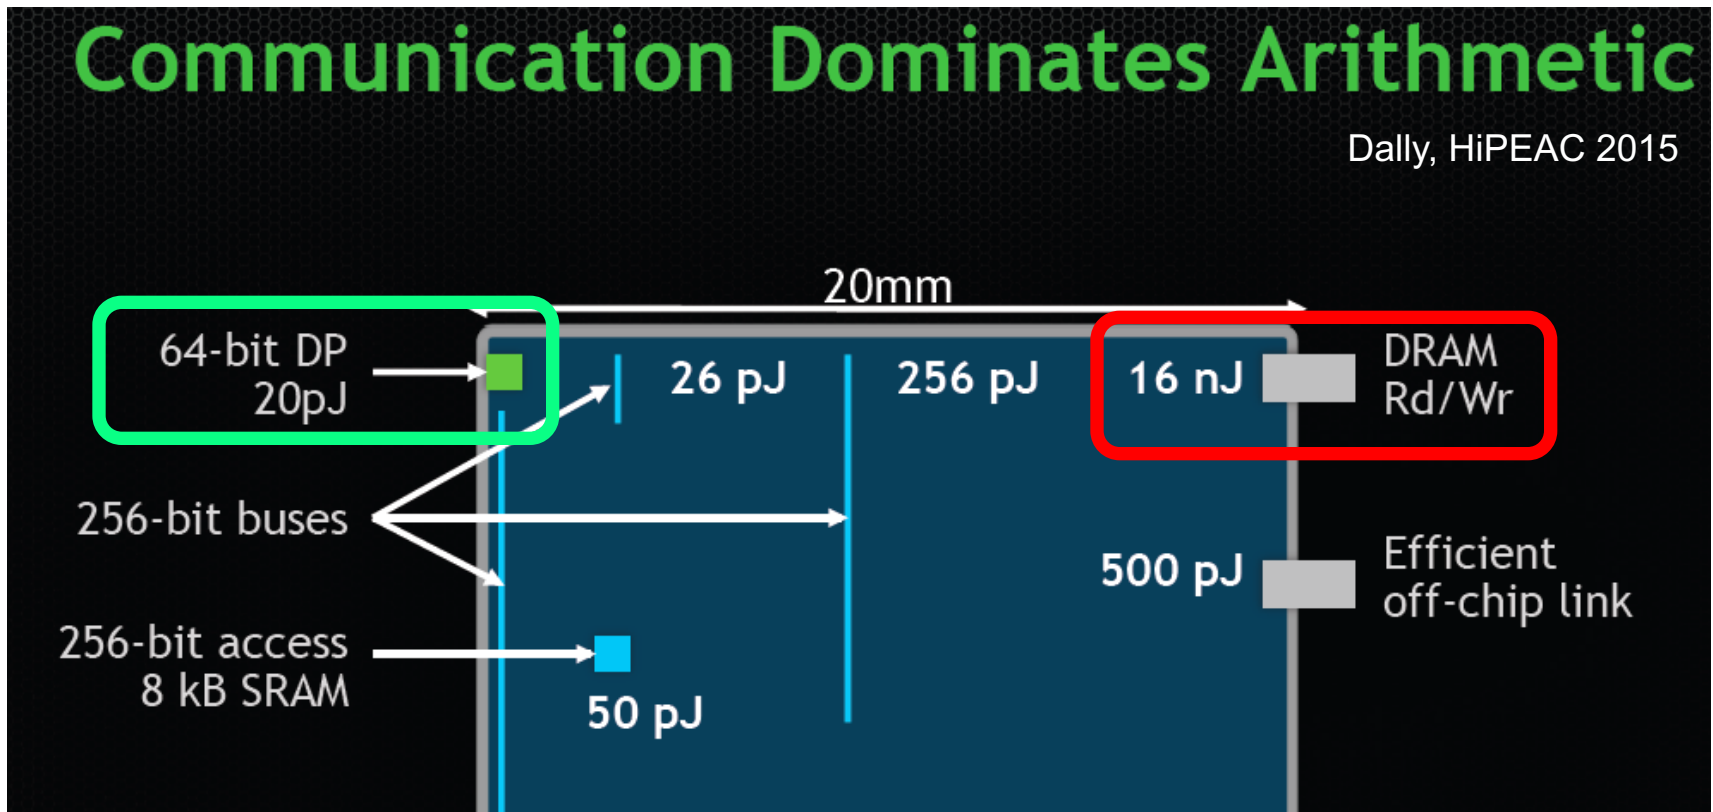 Communication Dominates Arithmetic
Dally, HiPEAC 2015
20mm
64-bit DP
20pJ
26 pJ
256 pJ
16 nJ
DRAM
Rd/Wr
256-bit buses
500 pJ
Efficient
off-chip link
256-bit access
8 kB SRAM
50 pJ